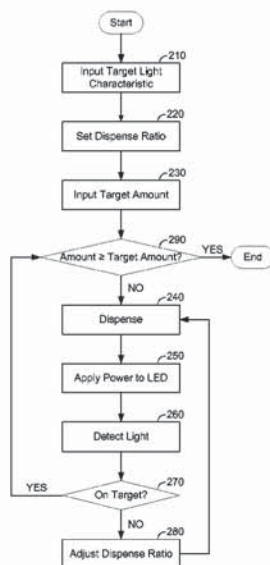 Start
210
Input Target Light
Characteristic
220
Set Dispense Ratio
230
Input Target Amount
290
Amount ≥ Target Amount?
YES
End
NO
240
Dispense
250
Apply Power to LED
260
Detect Light
270
YES
On Target?
NO
280
Adjust Dispense Ratio